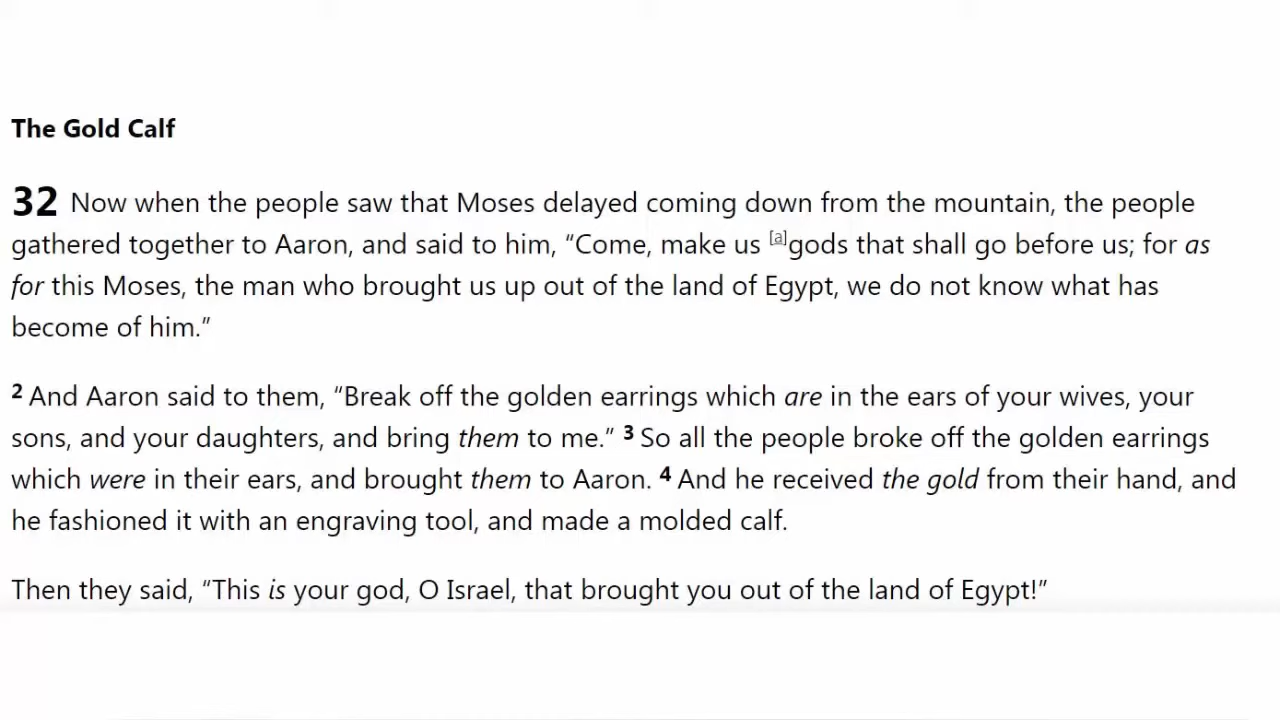 The Gold Calf
32 Now when the people saw that Moses delayed coming down from the mountain, the people
gathered together to Aaron, and said to him, “Come, make us [a]gods that shall go before us; for as
for this Moses, the man who brought us up out of the land of Egypt, we do not know what has
become of him.”
2 And Aaron said to them, “Break off the golden earrings which are in the ears of your wives, your
sons, and your daughters, and bring them to me.” 3 So all the people broke off the golden earrings
which were in their ears, and brought them to Aaron. 4 And he received the gold from their hand, and
he fashioned it with an engraving tool, and made a molded calf.
Then they said, “This is your god, O Israel, that brought you out of the land of Egypt!”